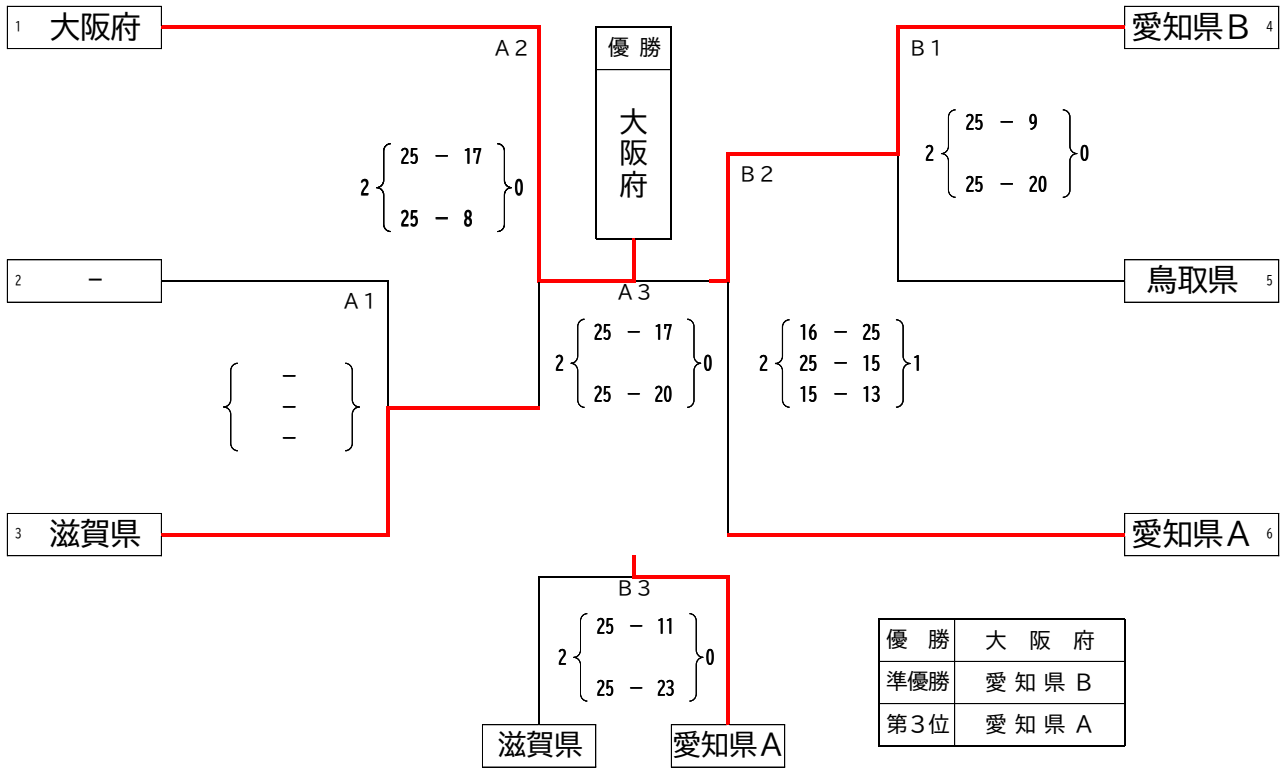 1 大阪府
A2
2 { 25 － 17 } 0
25 － 8
2 －
A1
－
－
－
3 滋賀県
優勝
大阪府
A3
2 { 25 － 17 } 0
25 － 20
愛知県B 4
B1
2 { 25 － 9 } 0
25 － 20
B2
鳥取県 5
16 － 25
2 { 25 － 15 } 1
15 － 13
愛知県A 6
B3
2 { 25 － 11 } 0
25 － 23
滋賀県
愛知県A
優勝 大阪府
準優勝 愛知県B
第3位 愛知県A